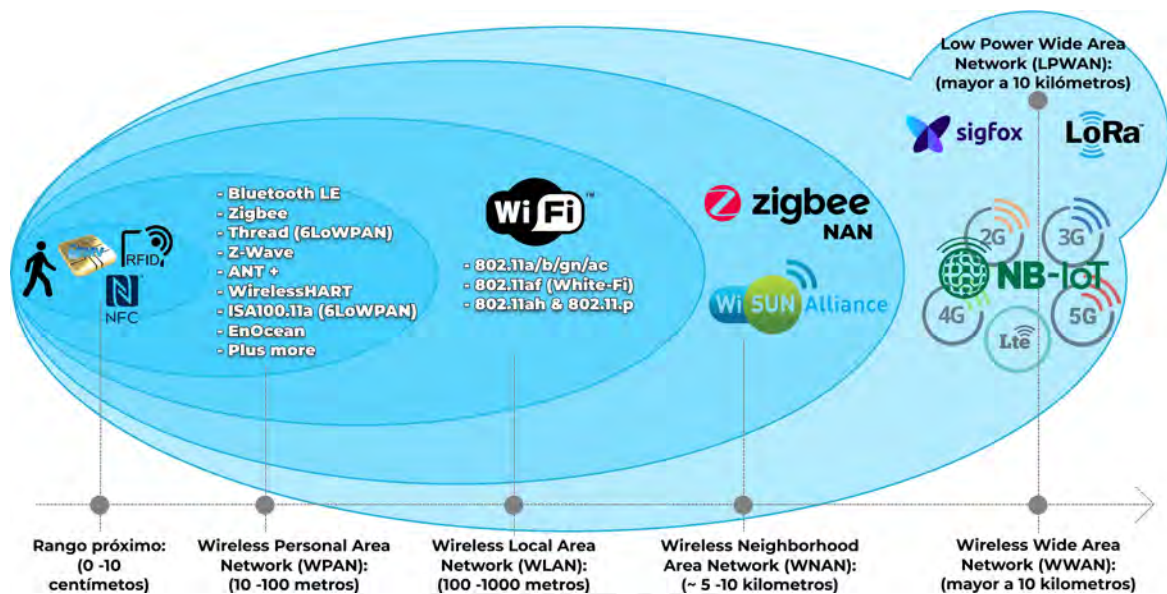 Low Power Wide Area
Network (LPWAN):
(mayor a 10 kilómetros)
sigfox
LoRa™
RFID
NFC
- Bluetooth LE
- Zigbee
- Thread (6LoWPAN)
- Z-Wave
- ANT +
- WirelessHART
- ISA100.11a (6LoWPAN)
- EnOcean
- Plus more
Wi Fi ™
- 802.11a/b/gn/ac
- 802.11af (White-Fi)
- 802.11ah & 802.11.p
zigbee
NAN
Wi SUN Alliance
2G
3G
NB-IoT
4G
5G
Lte
Rango próximo:
(0 -10
centímetos)
Wireless Personal Area
Network (WPAN):
(10 -100 metros)
Wireless Local Area
Network (WLAN):
(100 -1000 metros)
Wireless Neighborhood
Area Network (WNAN):
(~ 5 -10 kilometros)
Wireless Wide Area
Network (WWAN):
(mayor a 10 kilometros)